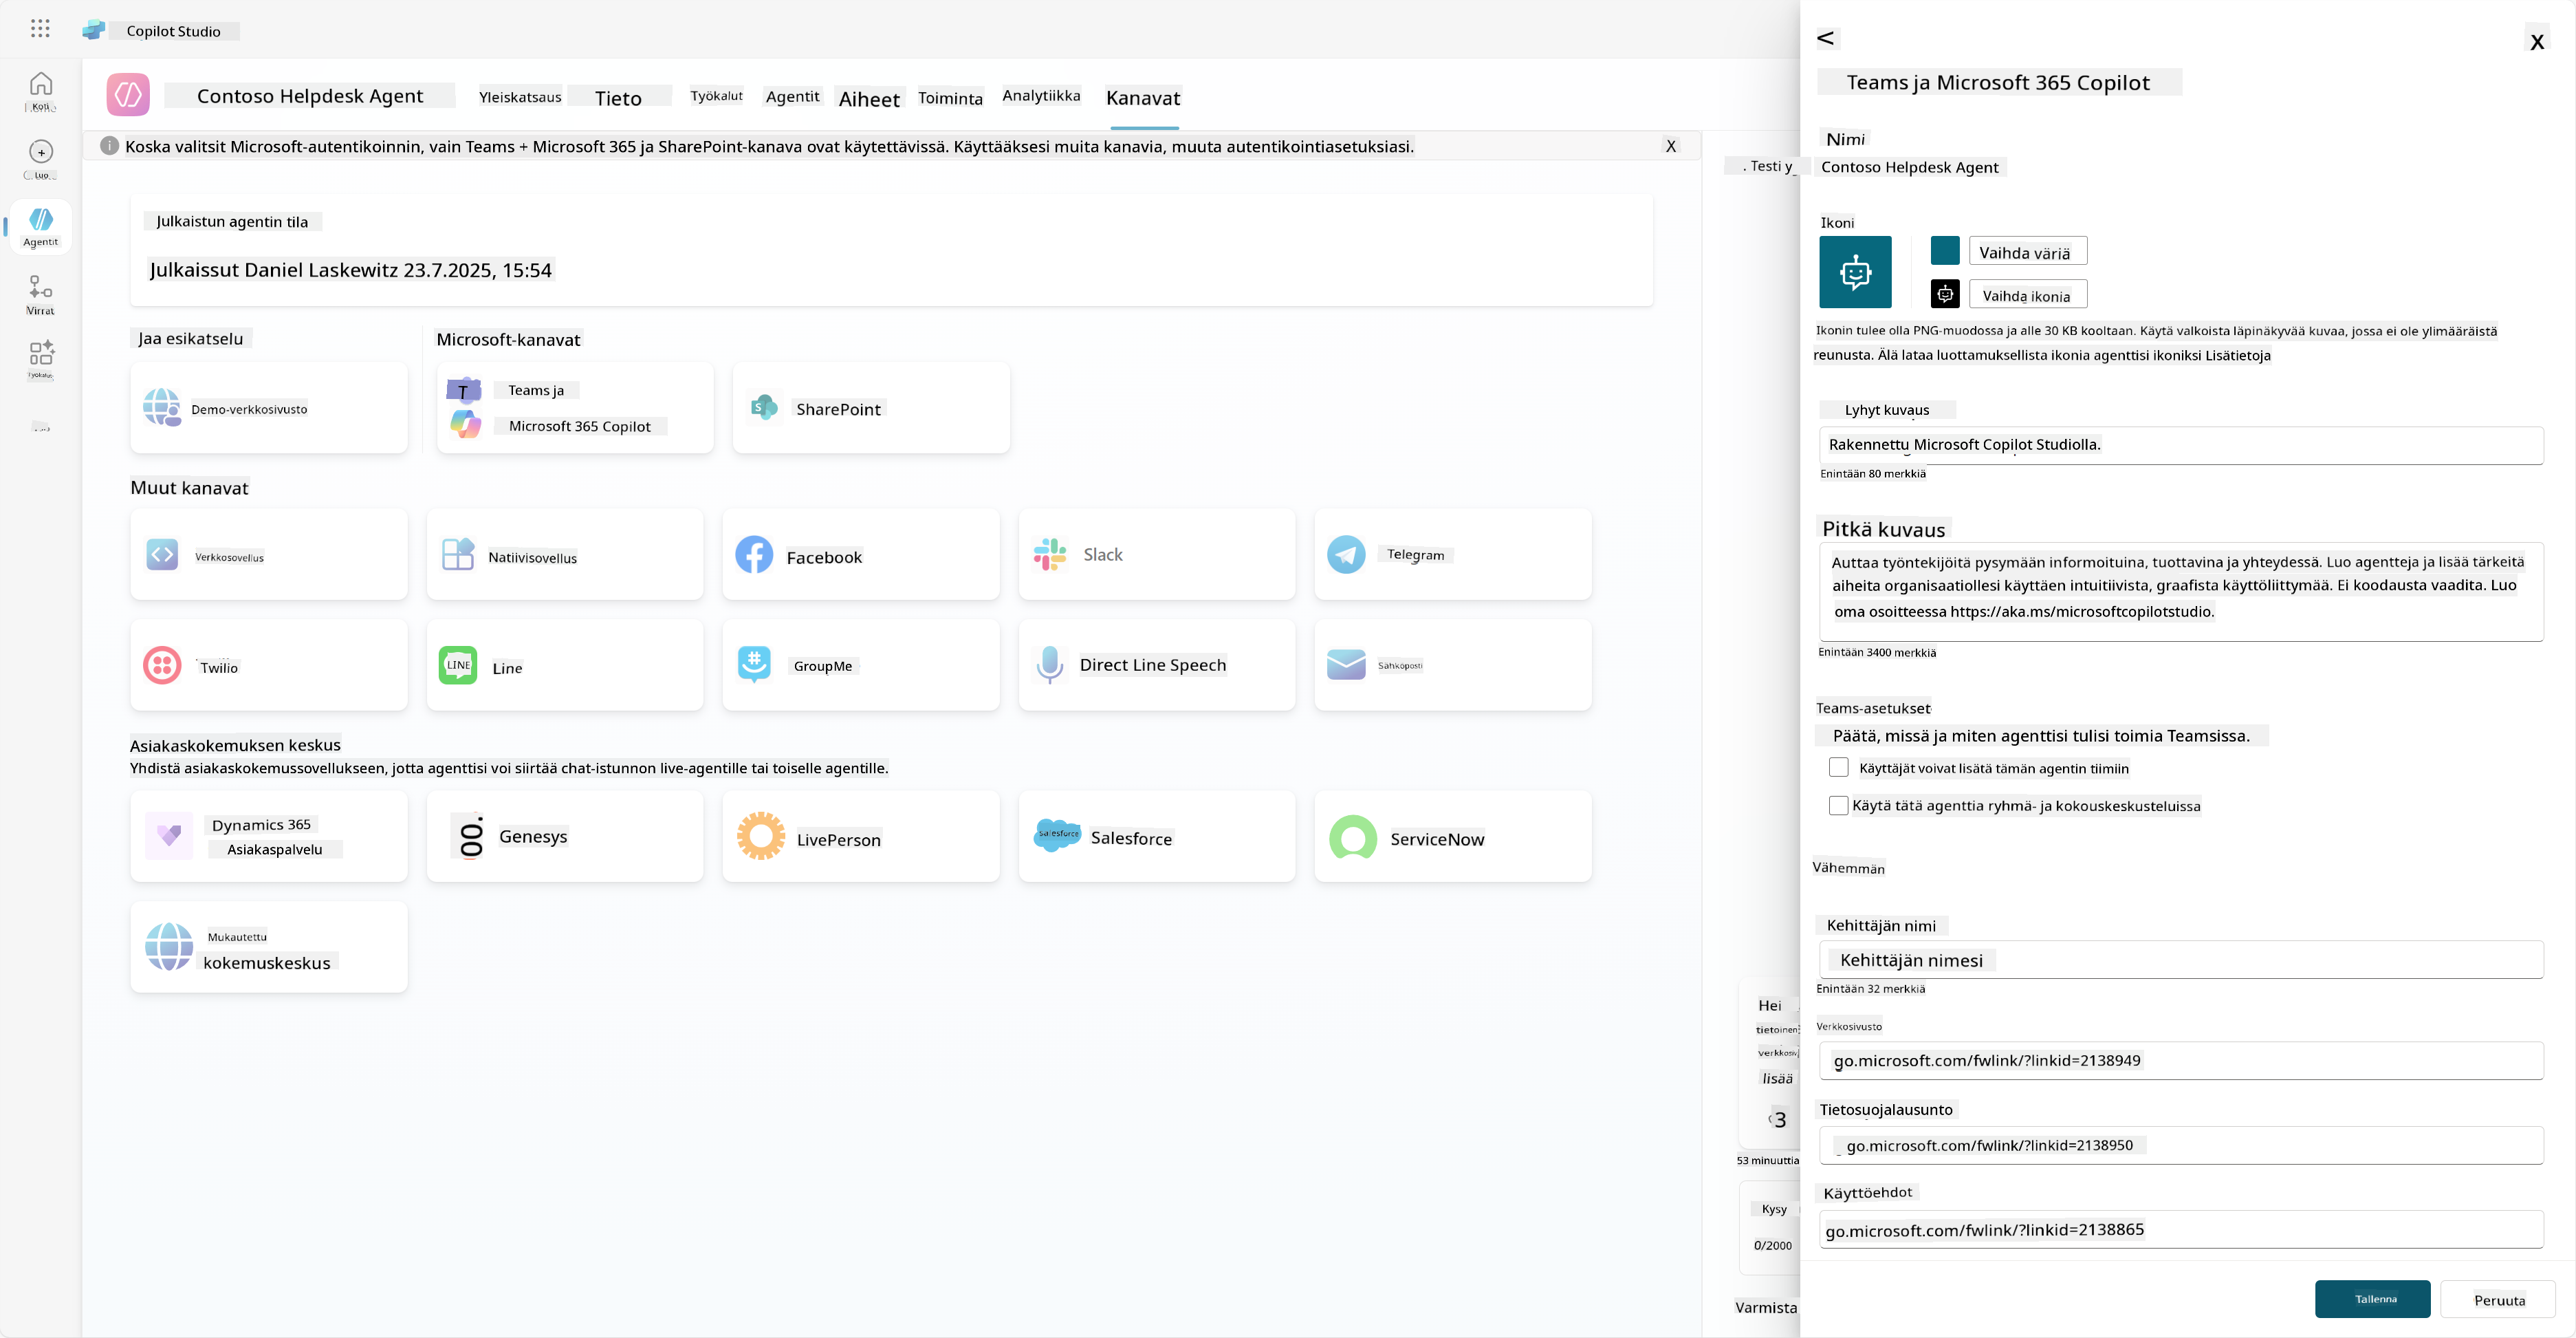 Copilot Studio
Koti
Luo
Agentit
Virrat
Työkalut
Contoso Helpdesk Agent
Yleiskatsaus
Tieto
Työkalut
Agentit
Aiheet
Toiminta
Analytiikka
Kanavat
Koska valitsit Microsoft-autentikoinnin, vain Teams + Microsoft 365 ja SharePoint-kanava ovat käytettävissä. Käyttääksesi muita kanavia, muuta autentikointiasetuksiasi.
X
Julkaistun agentin tila
Julkaissut Daniel Laskewitz 23.7.2025, 15:54
Jaa esikatselu
Microsoft-kanavat
Demo-verkkosivusto
T
Teams ja
Microsoft 365 Copilot
S
SharePoint
Muut kanavat
Verkkosovellus
Natiivisovellus
Facebook
Slack
Telegram
Twilio
LINE
Line
GroupMe
Direct Line Speech
Sähköposti
Asiakaskokemuksen keskus
Yhdistä asiakaskokemussovellukseen, jotta agenttisi voi siirtää chat-istunnon live-agentille tai toiselle agentille.
Dynamics 365
Asiakaspalvelu
oo.
Genesys
LivePerson
salesforce
Salesforce
ServiceNow
Mukautettu
kokemuskeskus
. Testi y
Hei
tietoinen
verkkosiv
lisää
3
53 minuuttia
Kysy
0/2000
Varmista
<
X
Teams ja Microsoft 365 Copilot
Nimi
Contoso Helpdesk Agent
Ikoni
Vaihda väriä
Vaihda ikonia
Ikonin tulee olla PNG-muodossa ja alle 30 KB kooltaan. Käytä valkoista läpinäkyvää kuvaa, jossa ei ole ylimääräistä
reunusta. Älä lataa luottamuksellista ikonia agenttisi ikoniksi Lisätietoja
Lyhyt kuvaus
Rakennettu Microsoft Copilot Studiolla.
Enintään 80 merkkiä
Pitkä kuvaus
Auttaa työntekijöitä pysymään informoituina, tuottavina ja yhteydessä. Luo agentteja ja lisää tärkeitä
aiheita organisaatiollesi käyttäen intuitiivista, graafista käyttöliittymää. Ei koodausta vaadita. Luo
oma osoitteessa https://aka.ms/microsoftcopilotstudio.
Enintään 3400 merkkiä
Teams-asetukset
Päätä, missä ja miten agenttisi tulisi toimia Teamsissa.
Käyttäjät voivat lisätä tämän agentin tiimiin
Käytä tätä agenttia ryhmä- ja kokouskeskusteluissa
Vähemmän
Kehittäjän nimi
Kehittäjän nimesi
Enintään 32 merkkiä
Verkkosivusto
go.microsoft.com/fwlink/?linkid=2138949
Tietosuojalausunto
go.microsoft.com/fwlink/?linkid=2138950
Käyttöehdot
go.microsoft.com/fwlink/?linkid=2138865
Tallenna
Peruuta